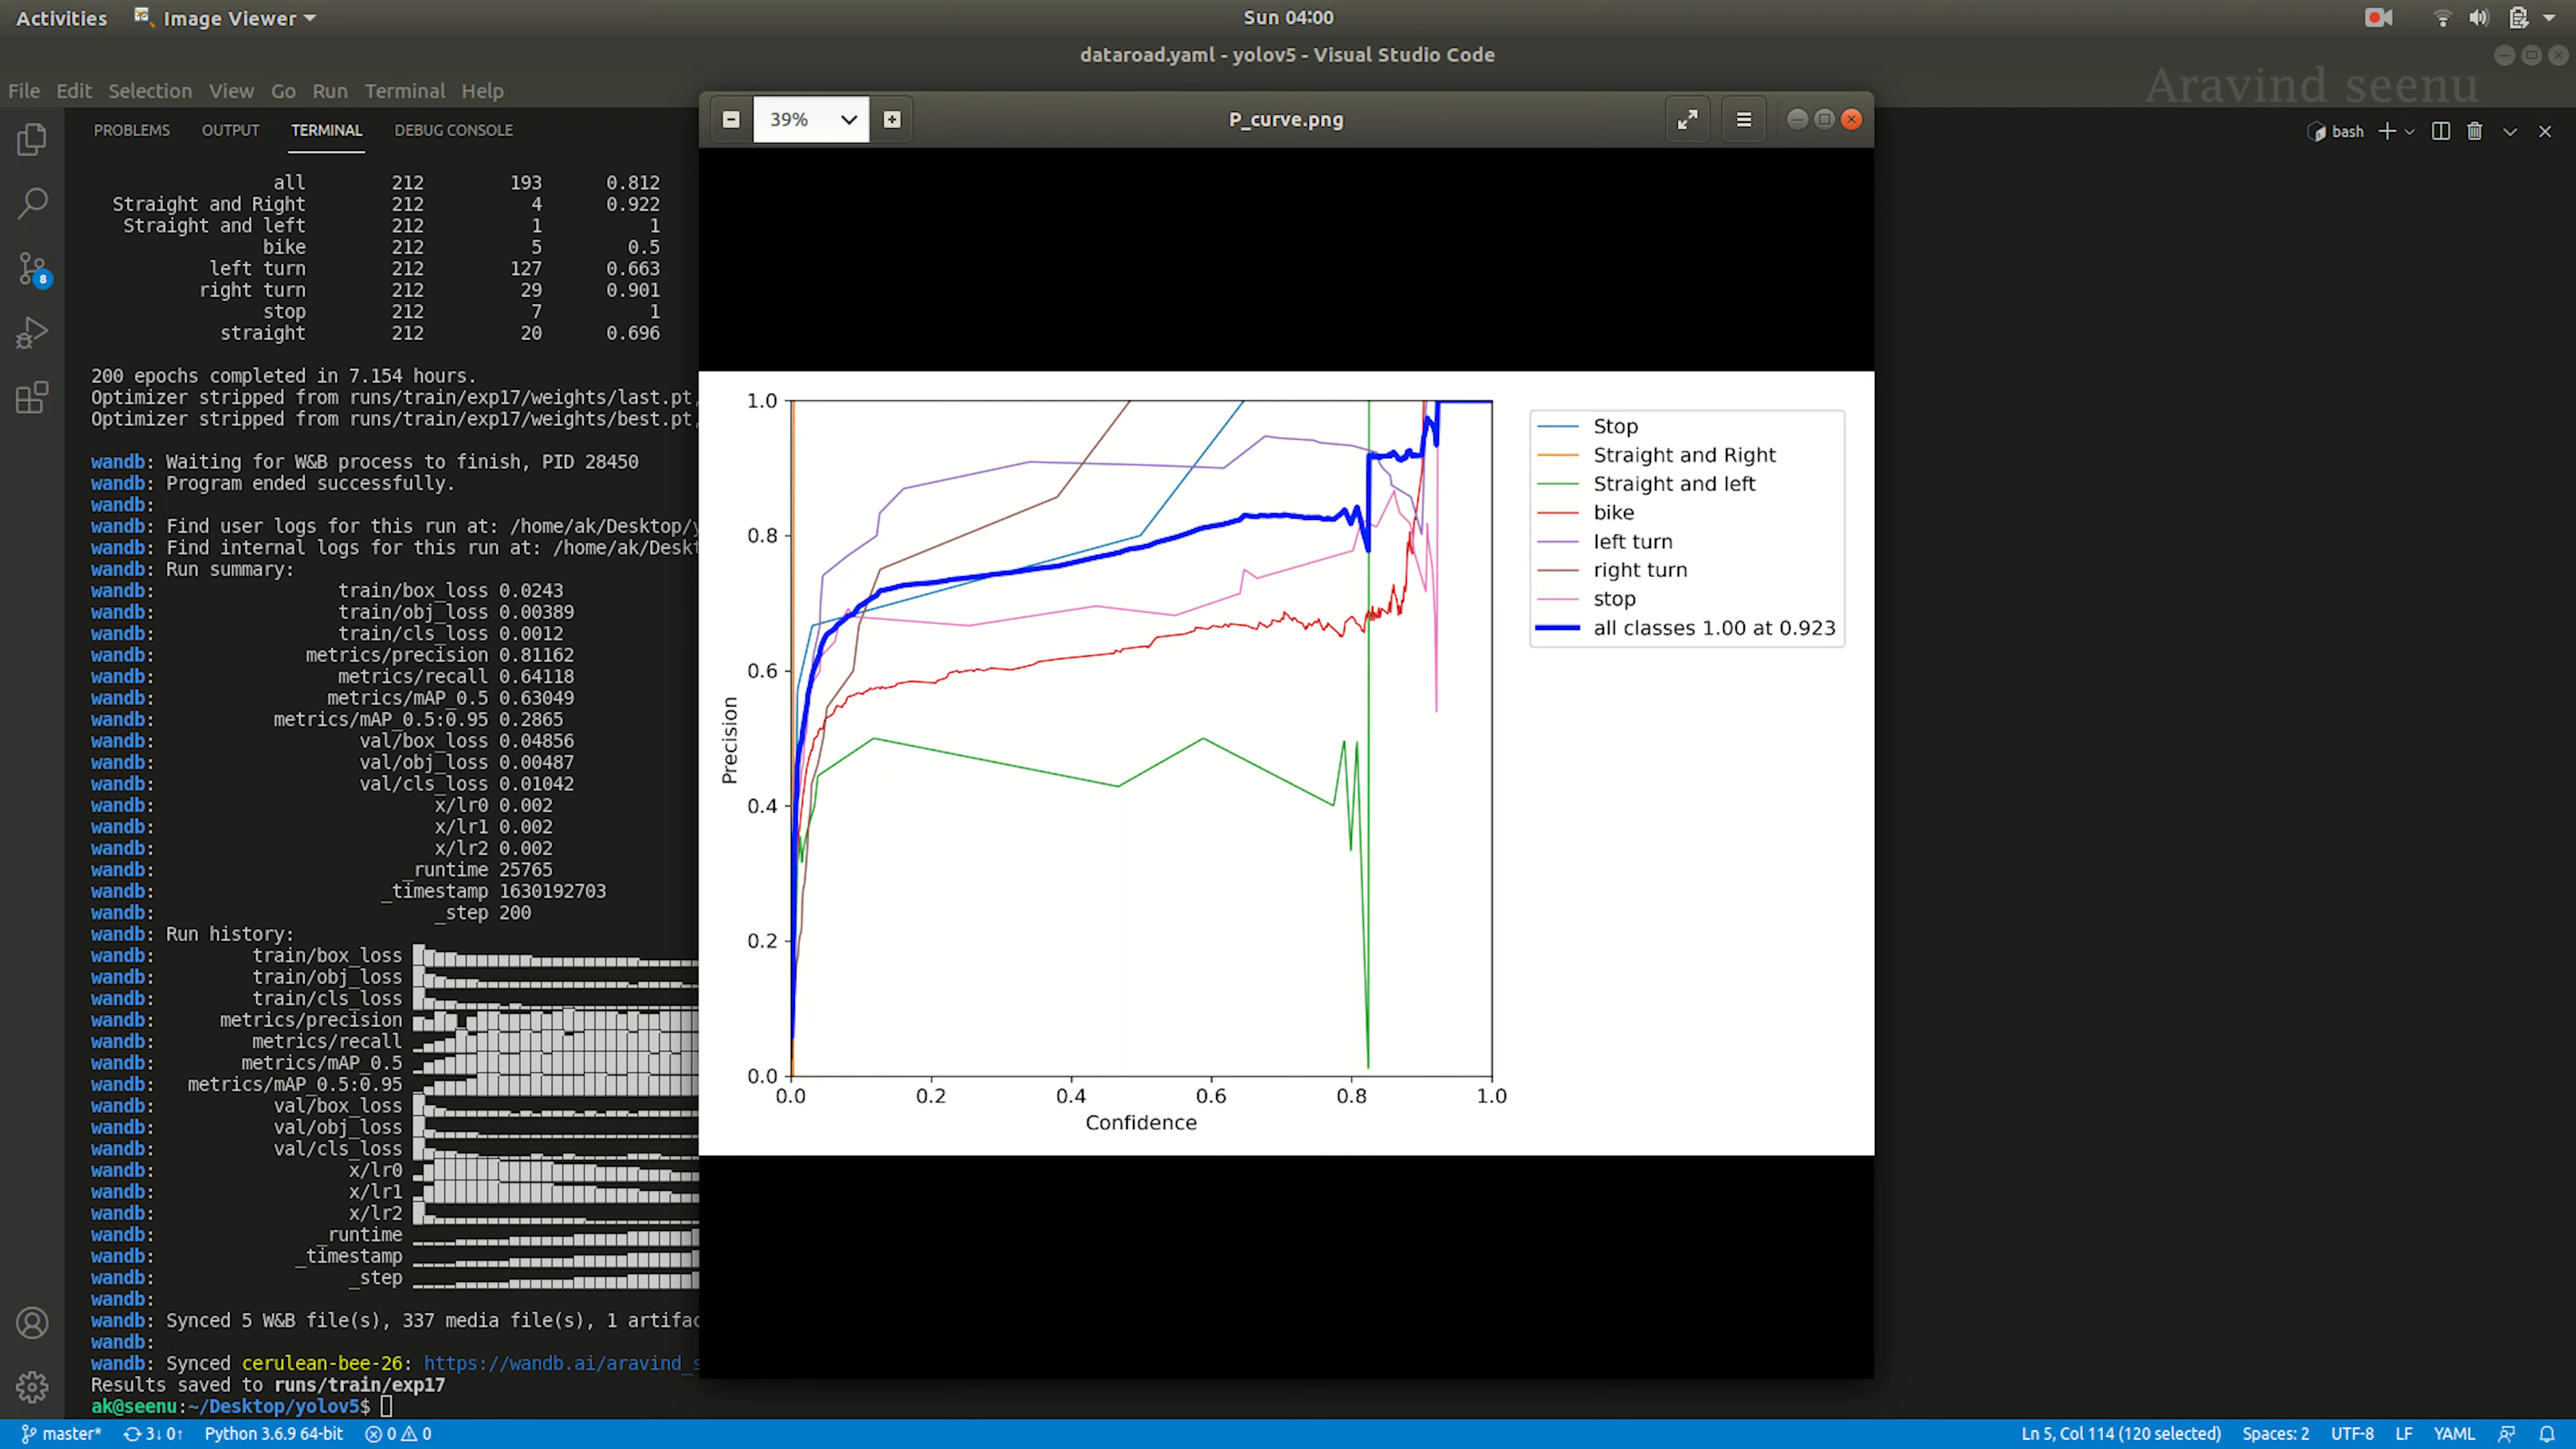 Activities
Image Viewer
Sun 04:00
dataroad.yaml - yolov5 - Visual Studio Code
File Edit Selection View Go Run Terminal Help
Aravind seenu
PROBLEMS OUTPUT TERMINAL DEBUG CONSOLE
bash
39%
P_curve.png
8
all 212 193 0.812
Straight and Right 212 4 0.922
Straight and left 212 1 1
bike 212 5 0.5
left turn 212 127 0.663
right turn 212 29 0.901
stop 212 7 1
straight 212 20 0.696
200 epochs completed in 7.154 hours.
Optimizer stripped from runs/train/exp17/weights/last.pt,
Optimizer stripped from runs/train/exp17/weights/best.pt,
wandb: Waiting for W&B process to finish, PID 28450
wandb: Program ended successfully.
wandb:
wandb: Find user logs for this run at: /home/ak/Desktop/y
wandb: Find internal logs for this run at: /home/ak/Deskt
wandb: Run summary:
wandb: train/box_loss 0.0243
wandb: train/obj_loss 0.00389
wandb: train/cls_loss 0.0012
wandb: metrics/precision 0.81162
wandb: metrics/recall 0.64118
wandb: metrics/mAP_0.5 0.63049
wandb: metrics/mAP_0.5:0.95 0.2865
wandb: val/box_loss 0.04856
wandb: val/obj_loss 0.00487
wandb: val/cls_loss 0.01042
wandb: x/lr0 0.002
wandb: x/lr1 0.002
wandb: x/lr2 0.002
wandb: _runtime 25765
wandb: _timestamp 1630192703
wandb: _step 200
wandb: Run history:
wandb: train/box_loss
wandb: train/obj_loss
wandb: train/cls_loss
wandb: metrics/precision
wandb: metrics/recall
wandb: metrics/mAP_0.5
wandb: metrics/mAP_0.5:0.95
wandb: val/box_loss
wandb: val/obj_loss
wandb: val/cls_loss
wandb: x/lr0
wandb: x/lr1
wandb: x/lr2
wandb: _runtime
wandb: _timestamp
wandb: _step
wandb:
wandb: Synced 5 W&B file(s), 337 media file(s), 1 artifac
wandb:
wandb: Synced cerulean-bee-26: https://wandb.ai/aravind_s
Results saved to runs/train/exp17
ak@seenu:~/Desktop/yolov5$
1.0
0.8
0.6
0.4
0.2
0.0
Precision
0.0 0.2 0.4 0.6 0.8 1.0
Confidence
Stop
Straight and Right
Straight and left
bike
left turn
right turn
stop
all classes 1.00 at 0.923
master* 3↓ 0↑ Python 3.6.9 64-bit 0 0
Ln 5, Col 114 (120 selected) Spaces: 2 UTF-8 LF YAML